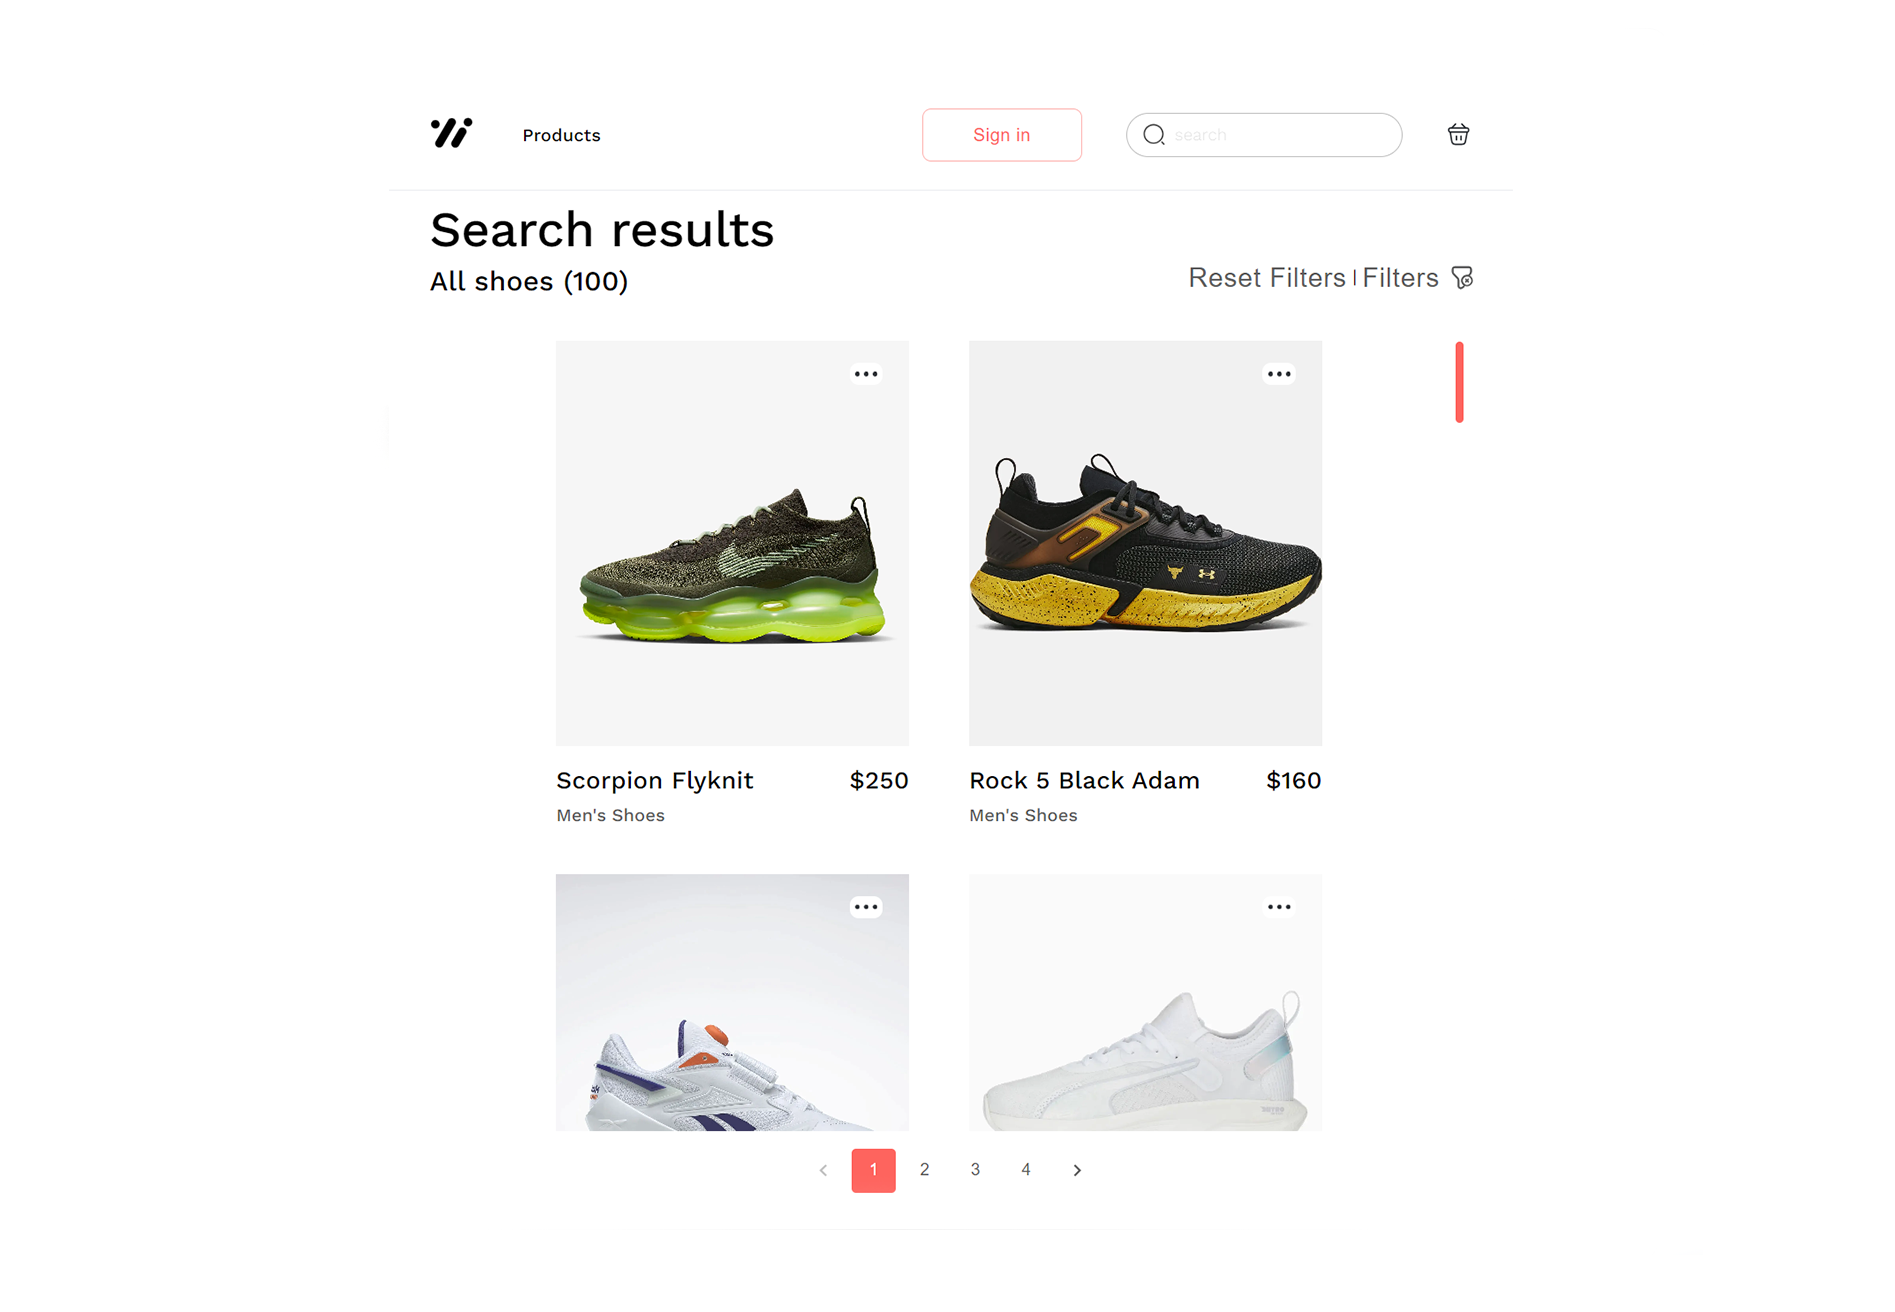 Products
Sign in
search
Search results
All shoes (100)
Reset Filters | Filters
Scorpion Flyknit
$250
Men's Shoes
Rock 5 Black Adam
$160
Men's Shoes
1 2 3 4